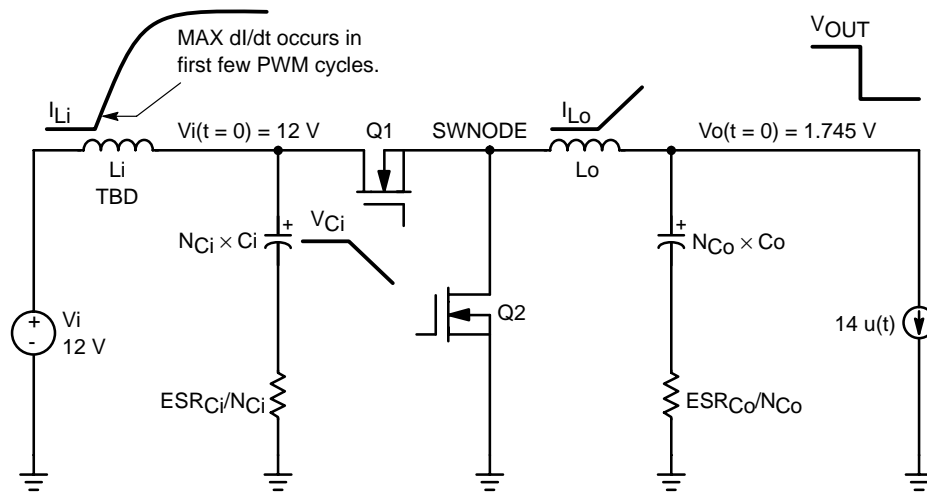 MAX dI/dt occurs in
first few PWM cycles.
VOUT
ILi
Vi(t = 0) = 12 V
Q1
SWNODE
ILo
Vo(t = 0) = 1.745 V
Li
TBD
Lo
NCi × Ci
+
VCi
NCo × Co
+
Q2
+
-
Vi
12 V
14 u(t)
ESRCi/NCi
ESRCo/NCo